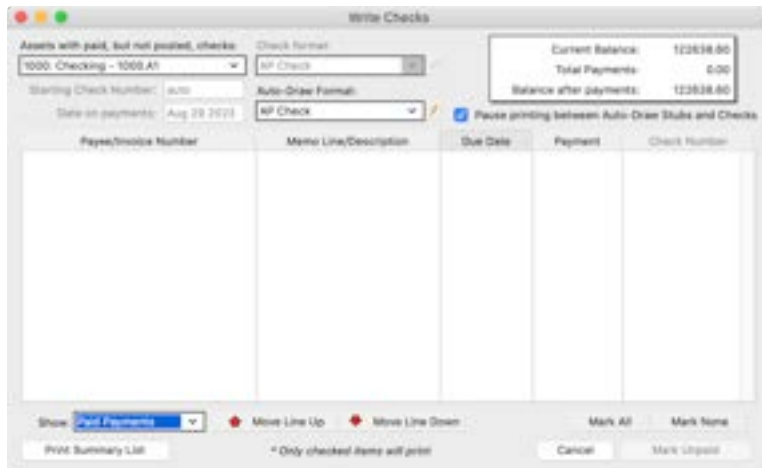 Write Checks
Assets with paid, but not posted, checks:
1000: Checking - 1000.A1
Check format:
AP Check
Starting Check Number: auto
Auto-Draw Format:
Date on payments: Aug 29 2023
AP Check
Current Balance: 122638.60
Total Payments: 0.00
Balance after payments: 122638.60
Pause printing between Auto-Draw Stubs and Checks
Payee/Invoice Number Memo Line/Description Due Date Payment Check Number
Show: Paid Payments Move Line Up Move Line Down Mark All Mark None
Print Summary List * Only checked items will print Cancel Mark Unpaid